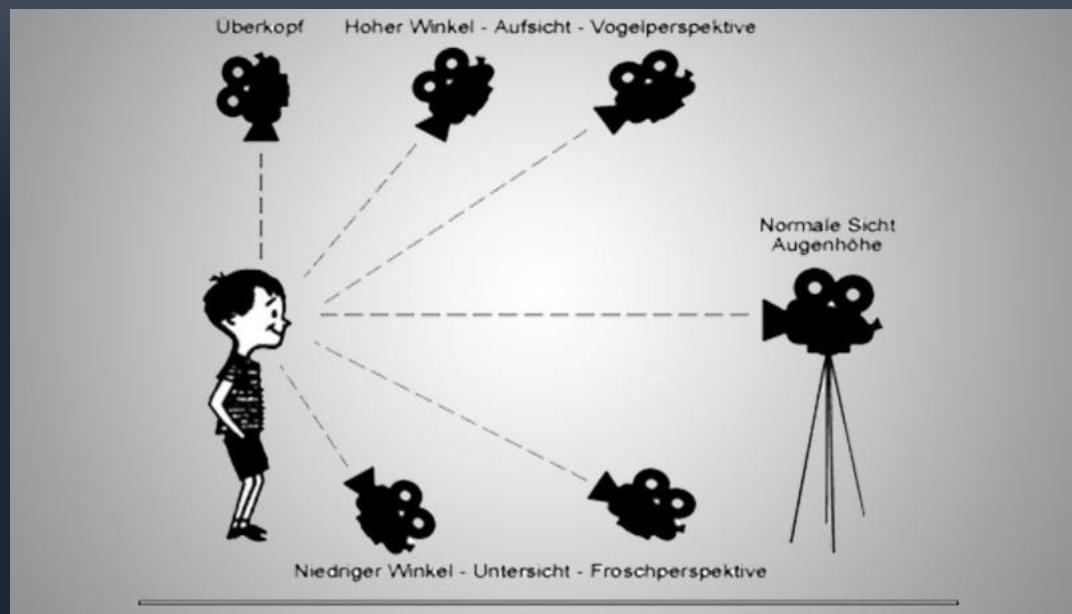 Überkopf
Hoher Winkel - Aufsicht - Vogelperspektive
Normale Sicht
Augenhöhe
Niedriger Winkel - Untersicht - Froschperspektive